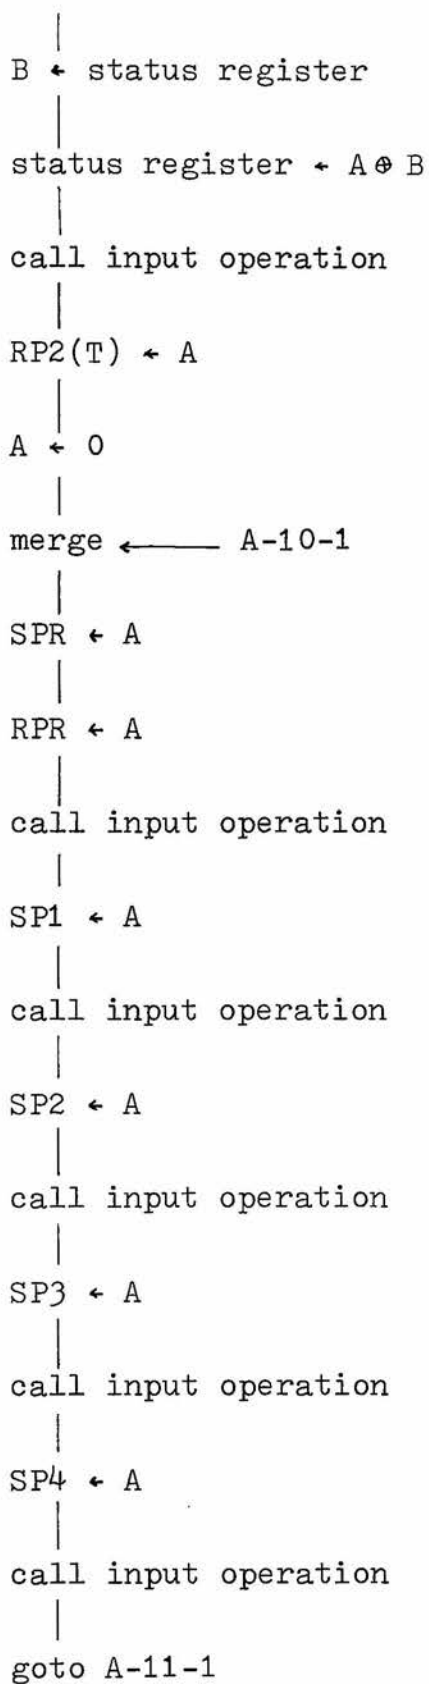 B ← status register
status register ← A ⊕ B
call input operation
RP2(T) ← A
A ← 0
merge ← A-10-1
SPR ← A
RPR ← A
call input operation
SP1 ← A
call input operation
SP2 ← A
call input operation
SP3 ← A
call input operation
SP4 ← A
call input operation
goto A-11-1